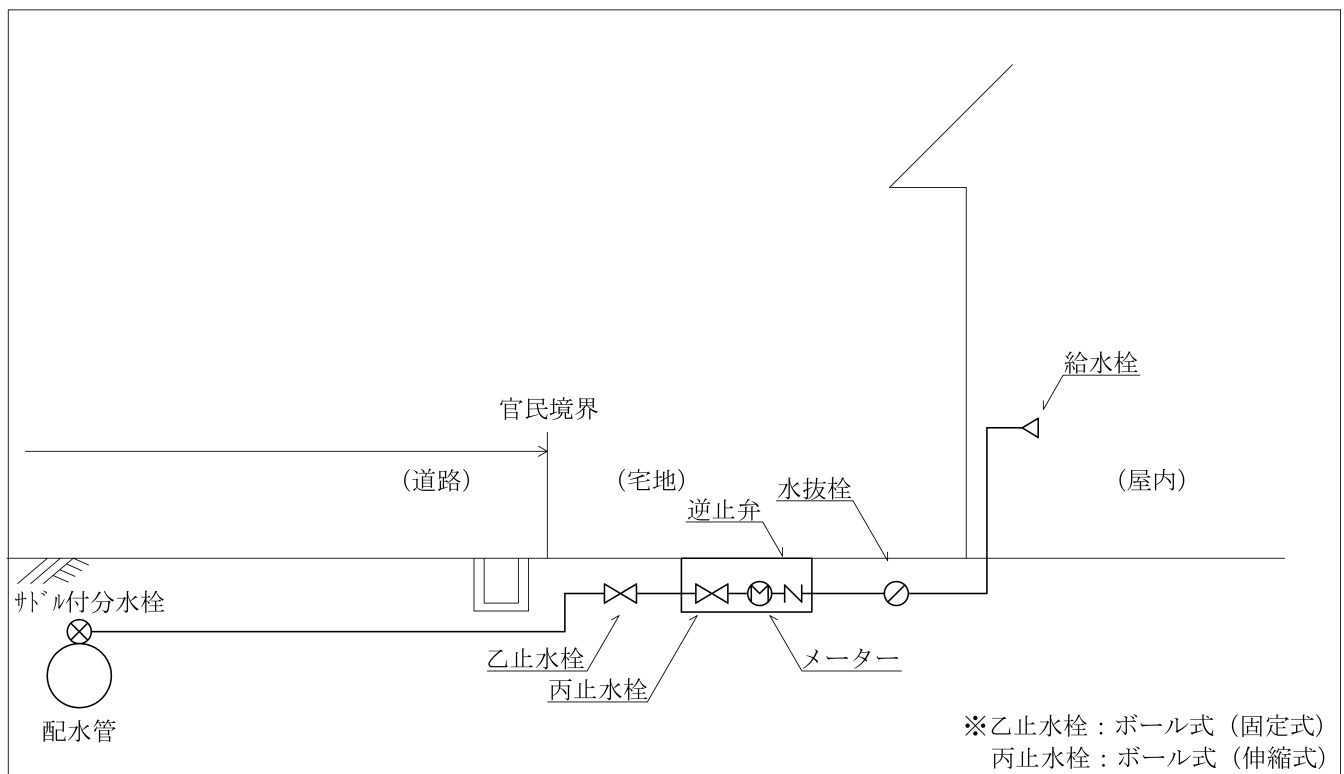 給水栓
官民境界
(道路)
(宅地)
水抜栓
(屋内)
逆止弁
サドル付分水栓
乙止水栓
メーター
丙止水栓
配水管
※乙止水栓：ボール式（固定式）
丙止水栓：ボール式（伸縮式）